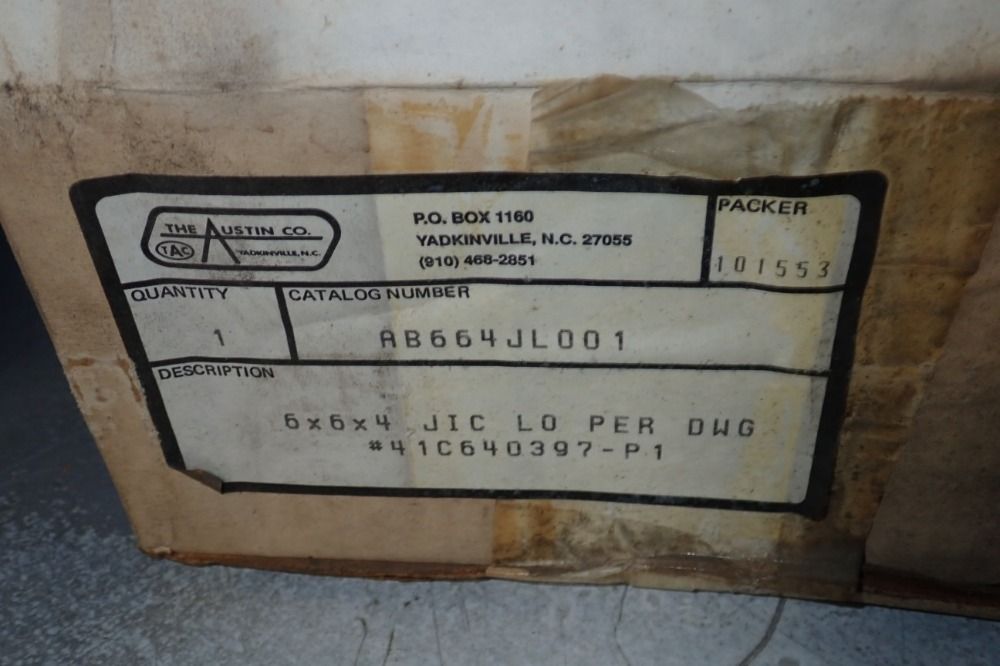 THE AUSTIN CO.
TAC YADKINVILLE, N.C.
P.O. BOX 1160
YADKINVILLE, N.C. 27055
(910) 468-2851
PACKER
101553
QUANTITY
1
CATALOG NUMBER
AB664JL001
DESCRIPTION
6x6x4 JIC LO PER DWG
#41C640397-P1